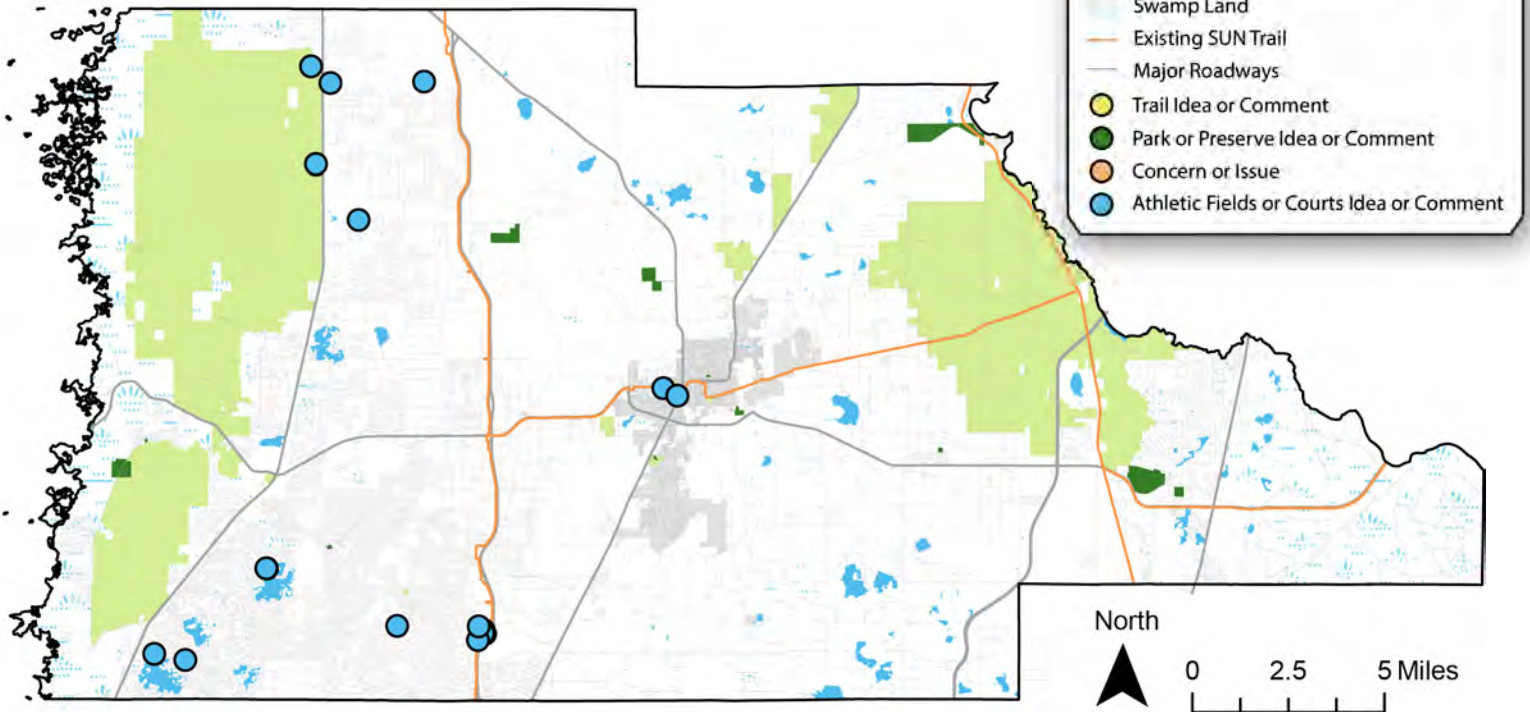 Swamp Land
Existing SUN Trail
Major Roadways
Trail Idea or Comment
Park or Preserve Idea or Comment
Concern or Issue
Athletic Fields or Courts Idea or Comment
North
0 2.5 5 Miles